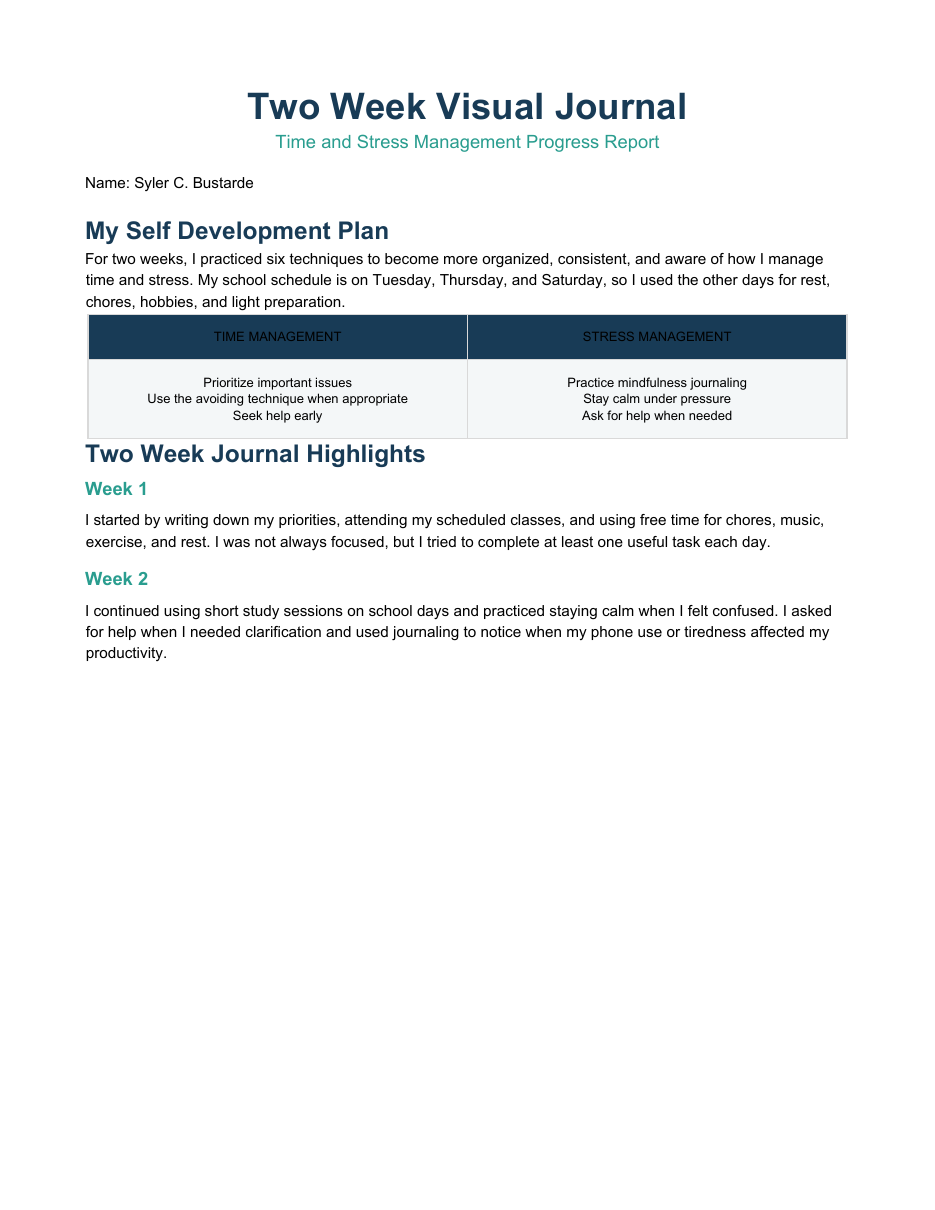 Two Week Visual Journal
Time and Stress Management Progress Report
Name: Syler C. Bustarde
My Self Development Plan
For two weeks, I practiced six techniques to become more organized, consistent, and aware of how I manage
time and stress. My school schedule is on Tuesday, Thursday, and Saturday, so I used the other days for rest,
chores, hobbies, and light preparation.
TIME MANAGEMENT
Prioritize important issues
Use the avoiding technique when appropriate
Seek help early
STRESS MANAGEMENT
Practice mindfulness journaling
Stay calm under pressure
Ask for help when needed
Two Week Journal Highlights
Week 1
I started by writing down my priorities, attending my scheduled classes, and using free time for chores, music,
exercise, and rest. I was not always focused, but I tried to complete at least one useful task each day.
Week 2
I continued using short study sessions on school days and practiced staying calm when I felt confused. I asked
for help when I needed clarification and used journaling to notice when my phone use or tiredness affected my
productivity.